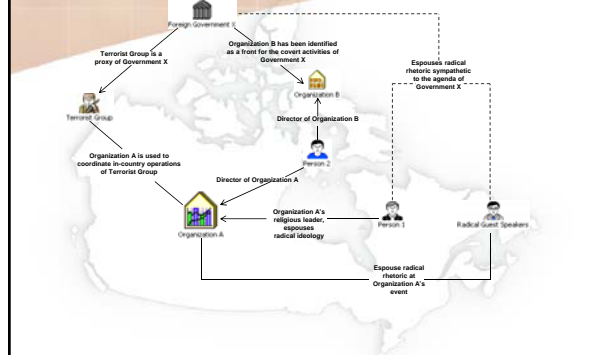 Foreign Government X
Terrorist Group is a
proxy of Government X
Organization B has been identified
as a front for the covert activities of
Government X
Espouses radical
rhetoric sympathetic
to the agenda of
Government X
Organization B
Terrorist Group
Director of Organization B
Organization A is used to
coordinate in-country operations
of Terrorist Group
Person 2
Director of Organization A
Organization A's
religious leader,
espouses
radical ideology
Organization A
Person 1
Radical Guest Speakers
Espouse radical
rhetoric at
Organization A's
event